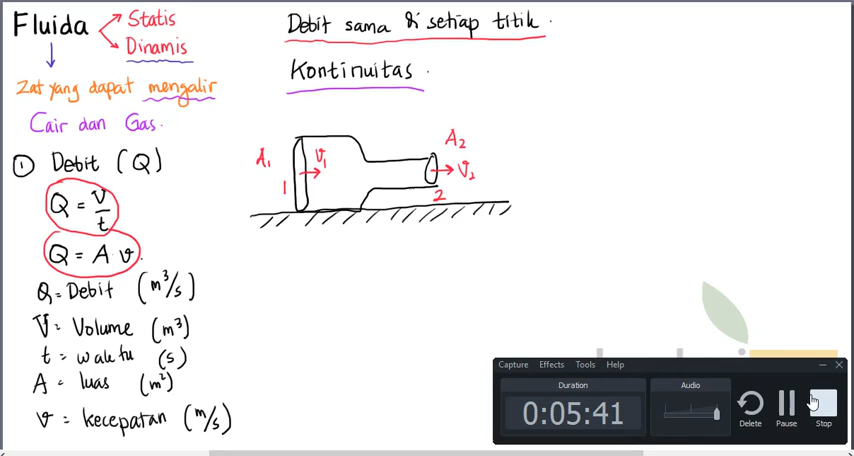 Fluida
Statis
Dinamis
Zat yang dapat mengalir
Cair dan Gas.
① Debit (Q)
Q = V/t
Q = A v.
Q = Debit (m³/s)
V = Volume (m³)
t = waktu (s)
A = luas (m²)
v = kecepatan (m/s)
Debit sama di setiap titik.
Kontinuitas.
A₁
v₁
1
A₂
v₂
2
Capture Effects Tools Help
Duration
0:05:41
Audio
Delete
Pause
Stop